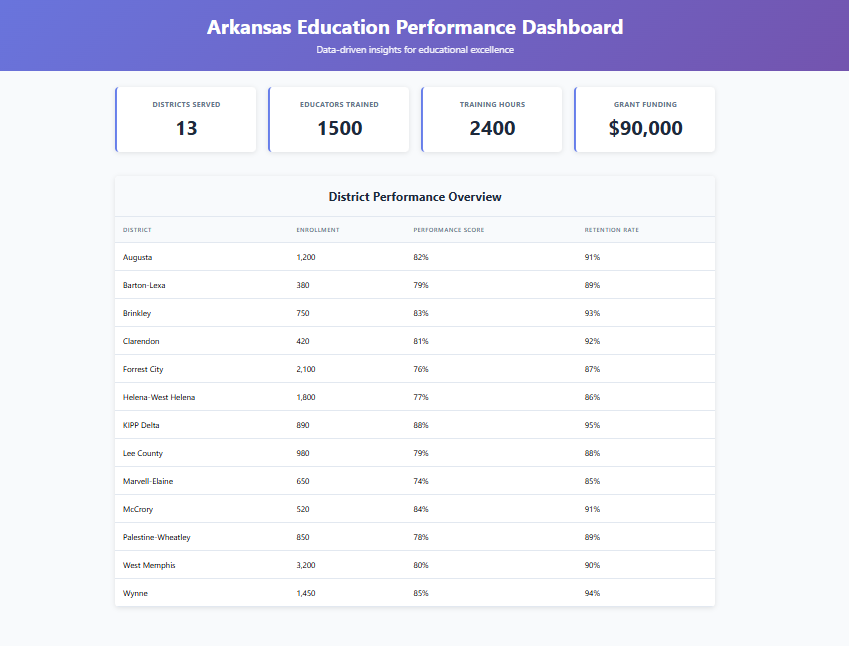 Arkansas Education Performance Dashboard
Data-driven insights for educational excellence
DISTRICTS SERVED
13
EDUCATORS TRAINED
1500
TRAINING HOURS
2400
GRANT FUNDING
$90,000
District Performance Overview
DISTRICT ENROLLMENT PERFORMANCE SCORE RETENTION RATE
Augusta 1,200 82% 91%
Barton-Lexa 380 79% 89%
Brinkley 750 83% 93%
Clarendon 420 81% 92%
Forrest City 2,100 76% 87%
Helena-West Helena 1,800 77% 86%
KIPP Delta 890 88% 95%
Lee County 980 79% 88%
Marvell-Elaine 650 74% 85%
McCrory 520 84% 91%
Palestine-Wheatley 850 78% 89%
West Memphis 3,200 80% 90%
Wynne 1,450 85% 94%